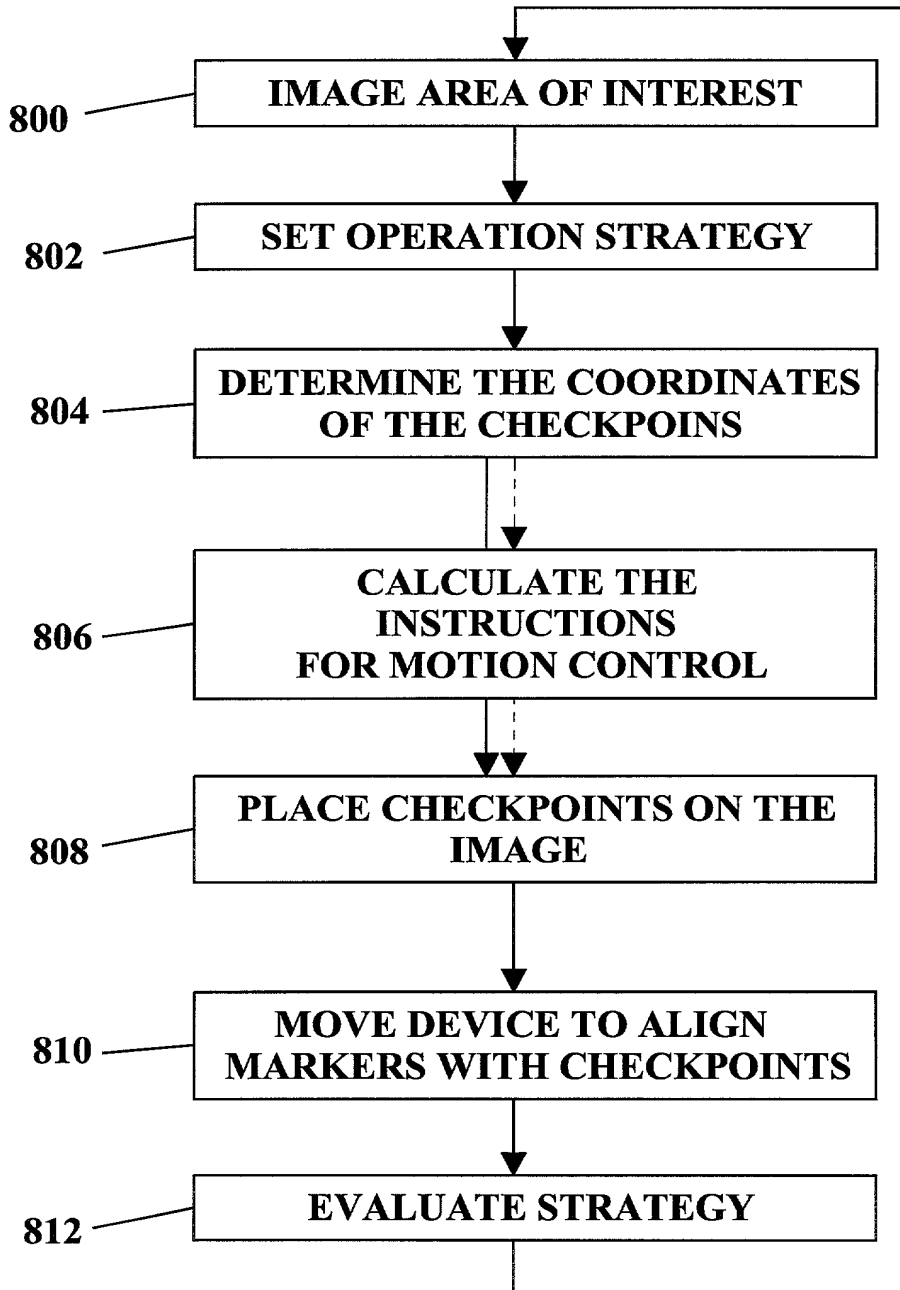 800
IMAGE AREA OF INTEREST
802
SET OPERATION STRATEGY
804
DETERMINE THE COORDINATES
OF THE CHECKPOINS
806
CALCULATE THE
INSTRUCTIONS
FOR MOTION CONTROL
808
PLACE CHECKPOINTS ON THE
IMAGE
810
MOVE DEVICE TO ALIGN
MARKERS WITH CHECKPOINTS
812
EVALUATE STRATEGY